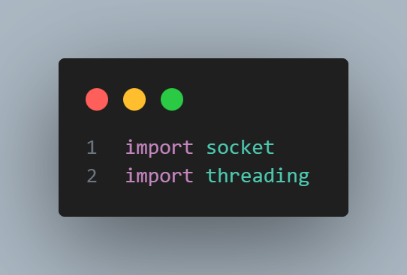 1 import socket
2 import threading